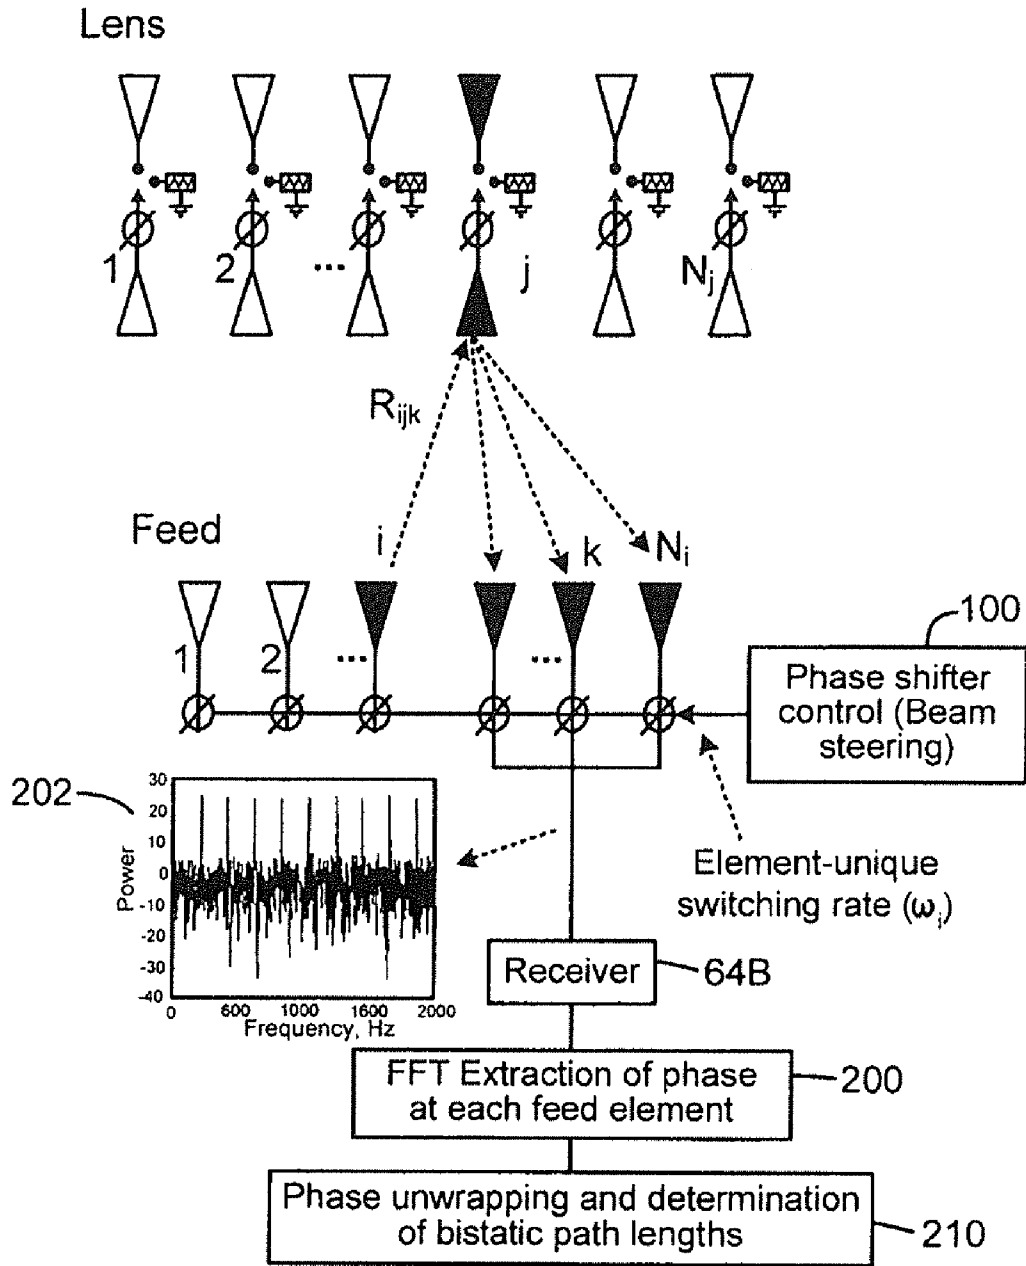 Lens
1
2
...
j
N_j
R_ijk
Feed
i
k
N_i
1
2
...
...
100
Phase shifter
control (Beam
steering)
202
30
20
10
0
-10
-20
-30
-40
Power
0
600
1000
1600
2000
Frequency, Hz
Element-unique
switching rate (ω_i)
Receiver
64B
FFT Extraction of phase
at each feed element
200
Phase unwrapping and determination
of bistatic path lengths
210